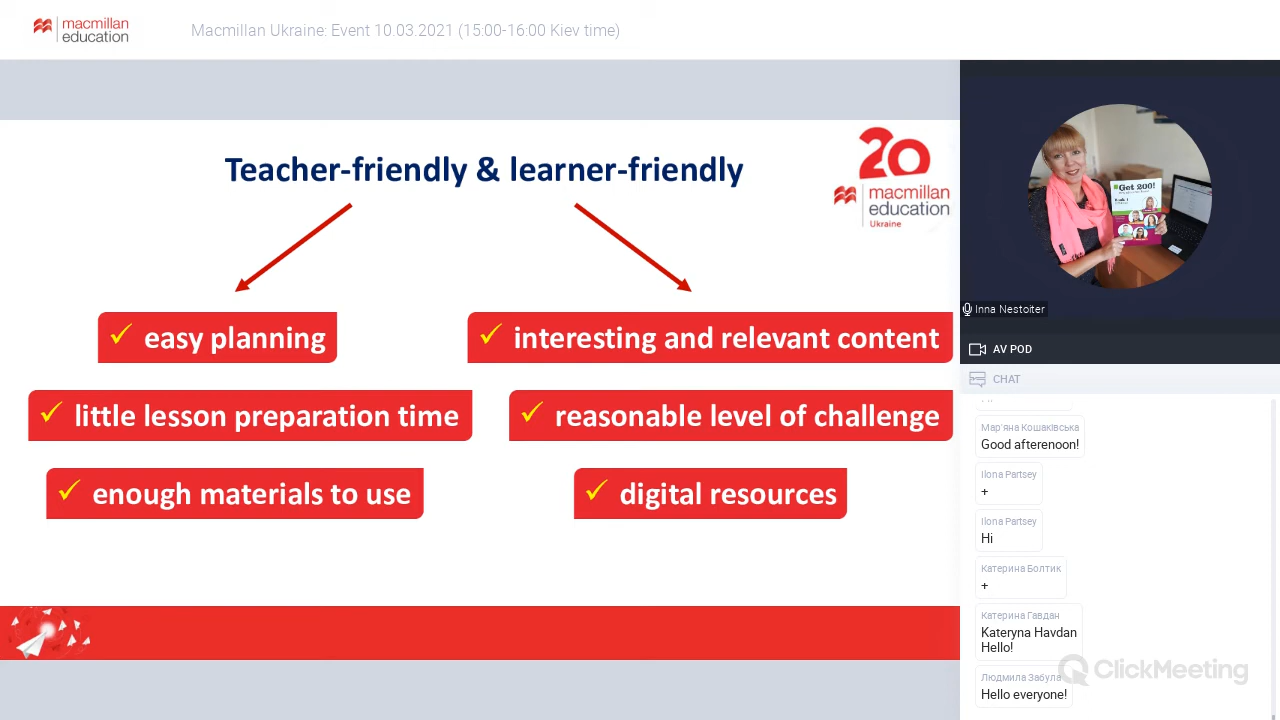 macmillan
education
Macmillan Ukraine: Event 10.03.2021 (15:00-16:00 Kiev time)
Teacher-friendly & learner-friendly
20
macmillan
education
Ukraine
easy planning
little lesson preparation time
enough materials to use
interesting and relevant content
reasonable level of challenge
digital resources
Get 200!
Book 1
Inna Nestoiter
AV POD
CHAT
Мар'яна Кошаківська
Good afterenoon!
Ilona Partsey
+
Ilona Partsey
Hi
Катерина Болтик
+
Катерина Гавдан
Kateryna Havdan
Hello!
Людмила Забула
Hello everyone!
ClickMeeting